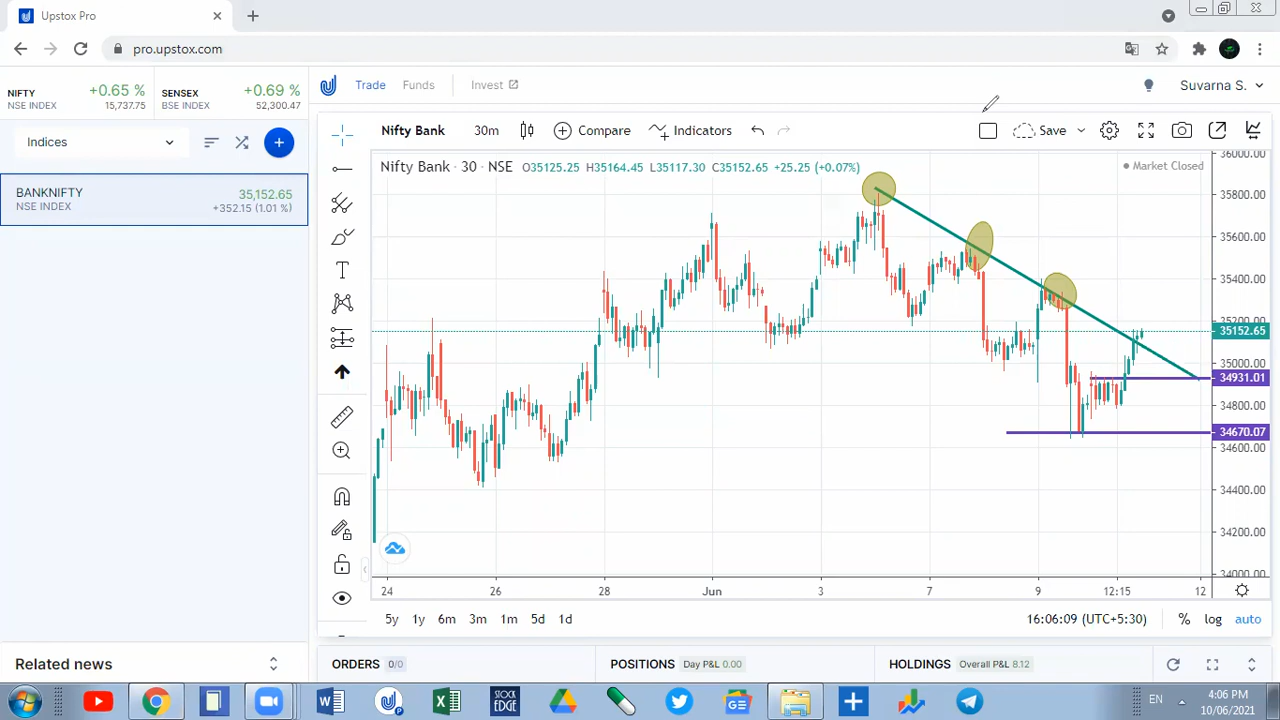 Upstox Pro
pro.upstox.com
NIFTY +0.65 % SENSEX +0.69 %
NSE INDEX 15,737.75 BSE INDEX 52,300.47
Trade Funds Invest Suvarna S.
Indices
Nifty Bank 30m Compare Indicators Save
BANKNIFTY 35,152.65
NSE INDEX +352.15 (1.01 %)
Nifty Bank · 30 · NSE O35125.25 H35164.45 L35117.30 C35152.65 +25.25 (+0.07%)
Market Closed
36000.00
35800.00
35600.00
35400.00
35200.00
35152.65
35000.00
34931.01
34800.00
34670.07
34600.00
34400.00
34200.00
34000.00
24 26 28 Jun 3 7 9 12:15 12
5y 1y 6m 3m 1m 5d 1d 16:06:09 (UTC+5:30) % log auto
Related news
ORDERS 0/0 POSITIONS Day P&L 0.00 HOLDINGS Overall P&L 8.12
STOCK
EDGE
EN
4:06 PM
10/06/2021